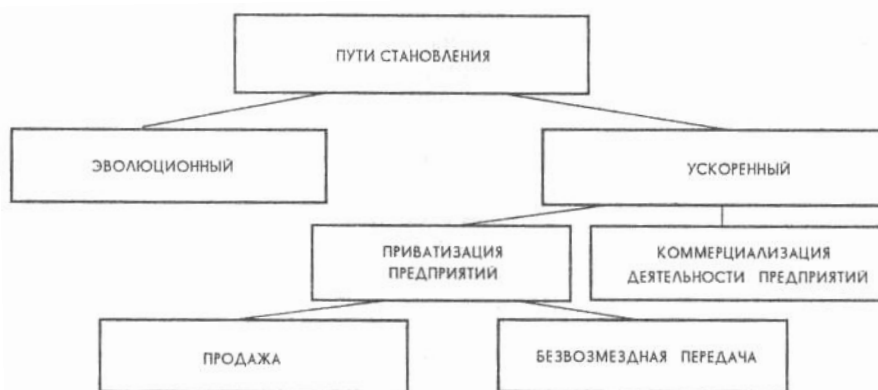 ПУТИ СТАНОВЛЕНИЯ
ЭВОЛЮЦИОННЫЙ
УСКОРЕННЫЙ
ПРИВАТИЗАЦИЯ
ПРЕДПРИЯТИЙ
КОММЕРЦИАЛИЗАЦИЯ
ДЕЯТЕЛЬНОСТИ ПРЕДПРИЯТИЙ
ПРОДАЖА
БЕЗВОЗМЕЗДНАЯ ПЕРЕДАЧА